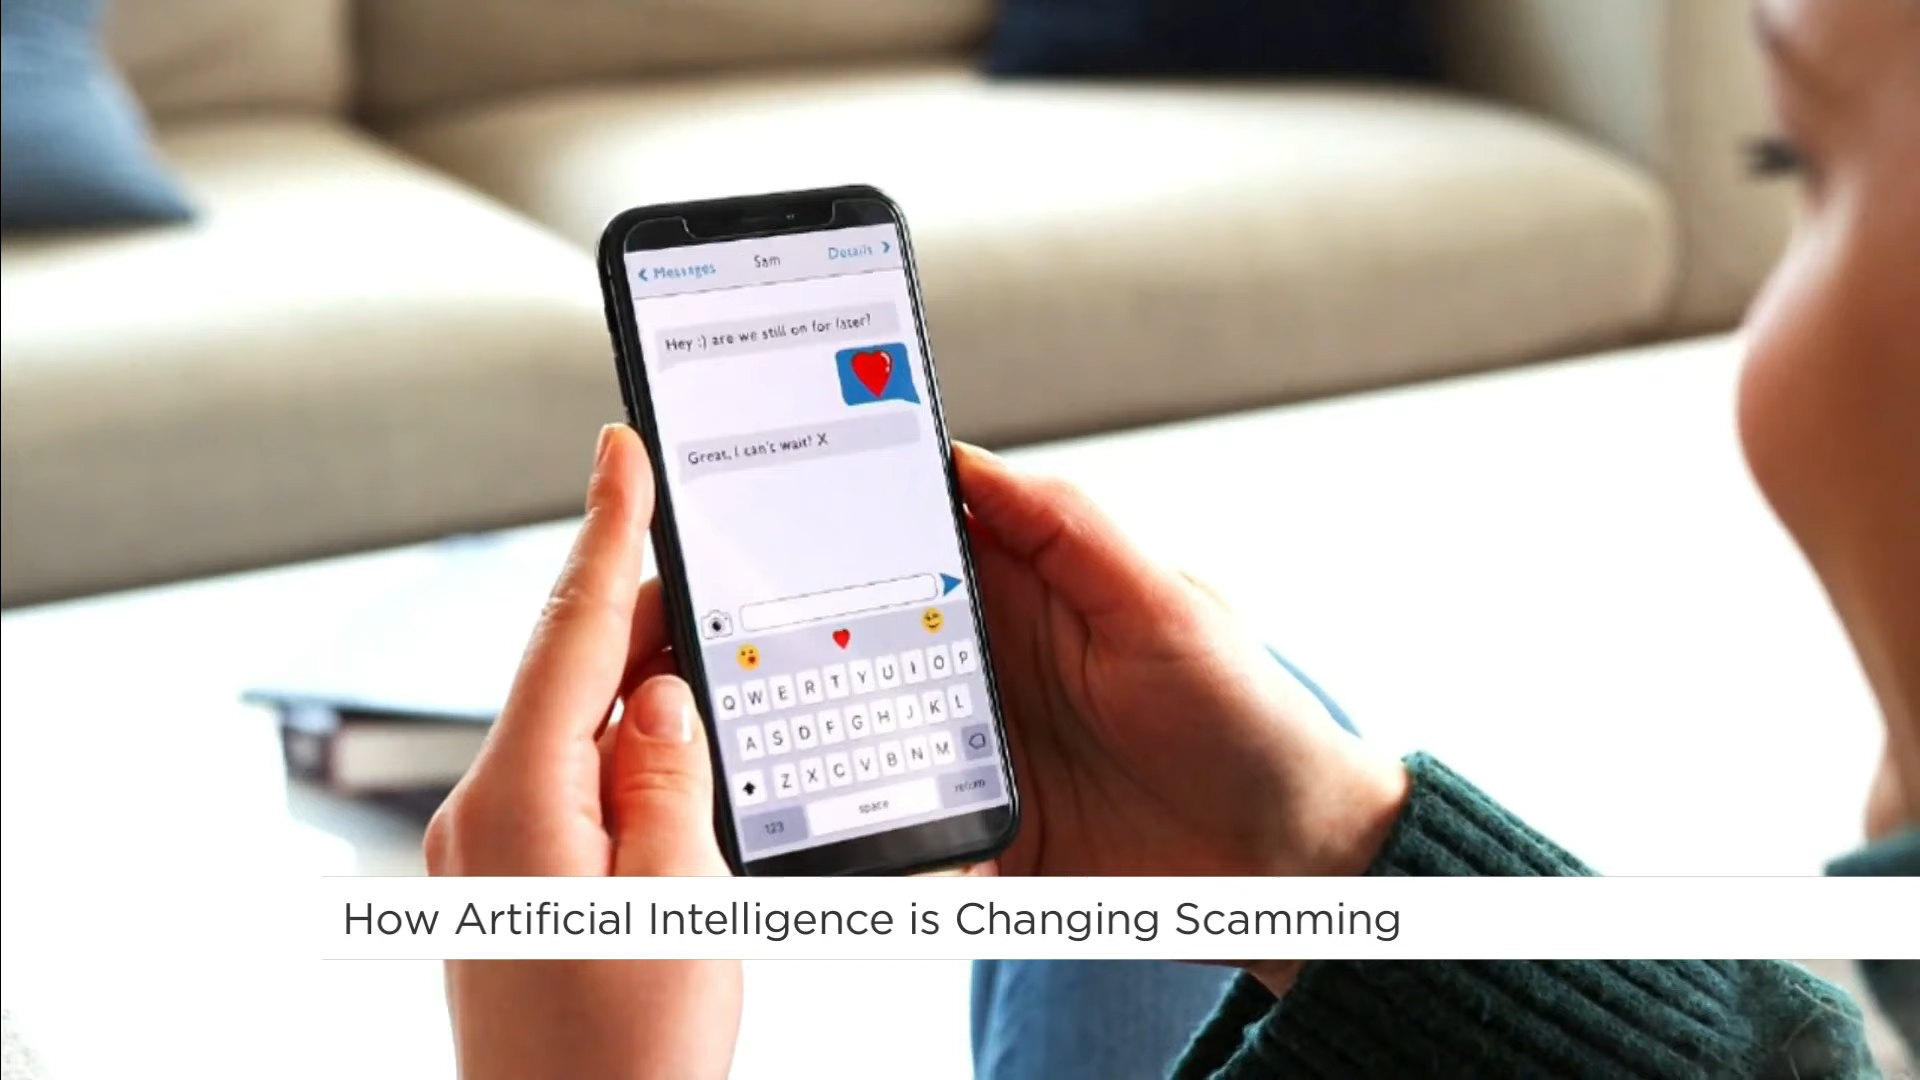 Messages Sam Details
Hey :) are we still on for later?
Great, I can't wait! X
Q W E R T Y U I O P
A S D F G H J K L
Z X C V B N M
123 space return
How Artificial Intelligence is Changing Scamming